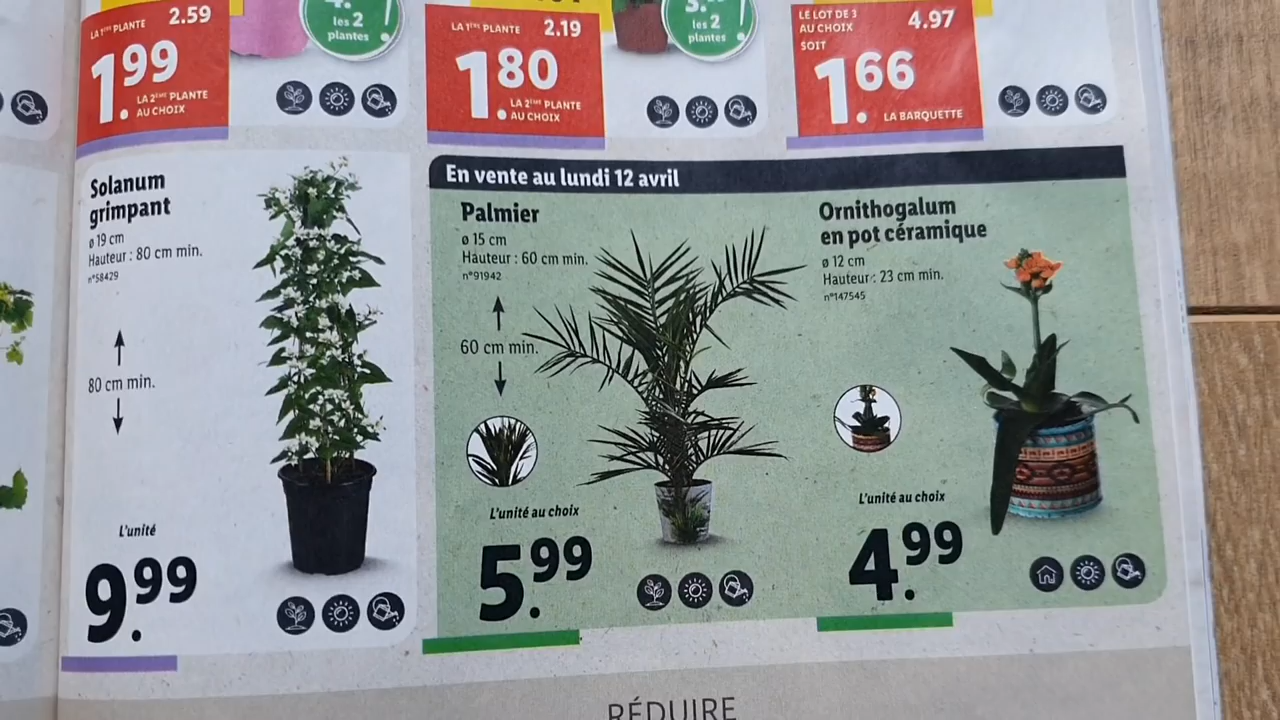 les 2
plantes !
LA 1ÈRE PLANTE 2.59
1.99
LA 2ÈME PLANTE
AU CHOIX
les 2
plantes !
LA 1ÈRE PLANTE 2.19
1.80
LA 2ÈME PLANTE
AU CHOIX
LE LOT DE 3
AU CHOIX
SOIT
4.97
1.66
LA BARQUETTE
Solanum
grimpant
ø 19 cm
Hauteur : 80 cm min.
n°58429
80 cm min.
L'unité
9.99
En vente au lundi 12 avril
Palmier
ø 15 cm
Hauteur : 60 cm min.
n°91942
60 cm min.
L'unité au choix
5.99
Ornithogalum
en pot céramique
ø 12 cm
Hauteur : 23 cm min.
n°147545
L'unité au choix
4.99
RÉDUIRE